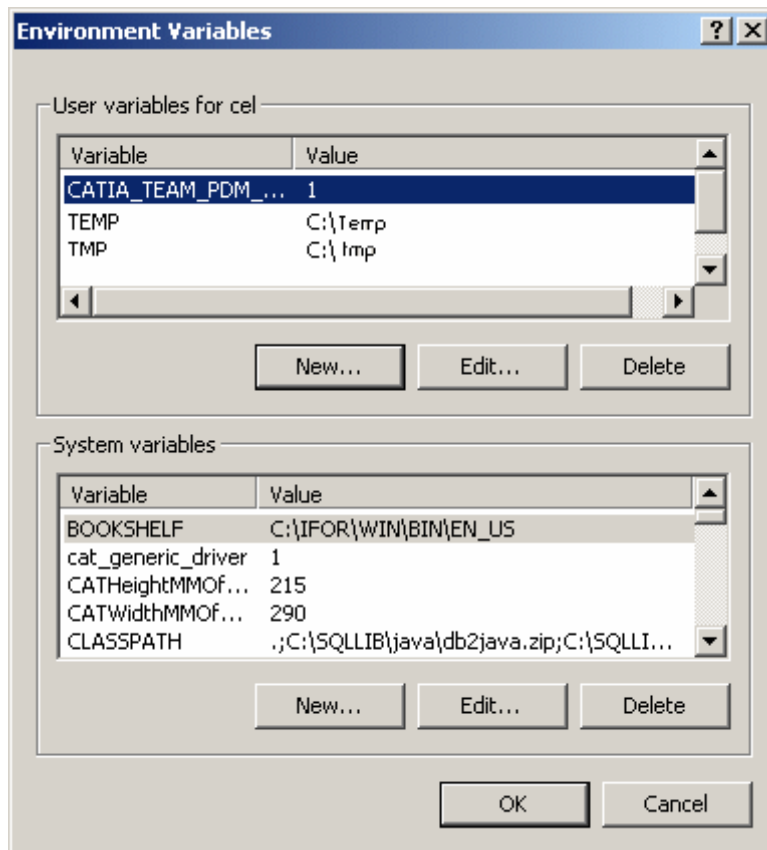 Environment Variables
User variables for cel
Variable Value
CATIA_TEAM_PDM_... 1
TEMP C:\Temp
TMP C:\tmp
New... Edit... Delete
System variables
Variable Value
BOOKSHELF C:\IFOR\WIN\BIN\EN_US
cat_generic_driver 1
CATHeightMMOf... 215
CATWidthMMOf... 290
CLASSPATH .;C:\SQLLIB\java\db2java.zip;C:\SQLLI...
New... Edit... Delete
OK Cancel